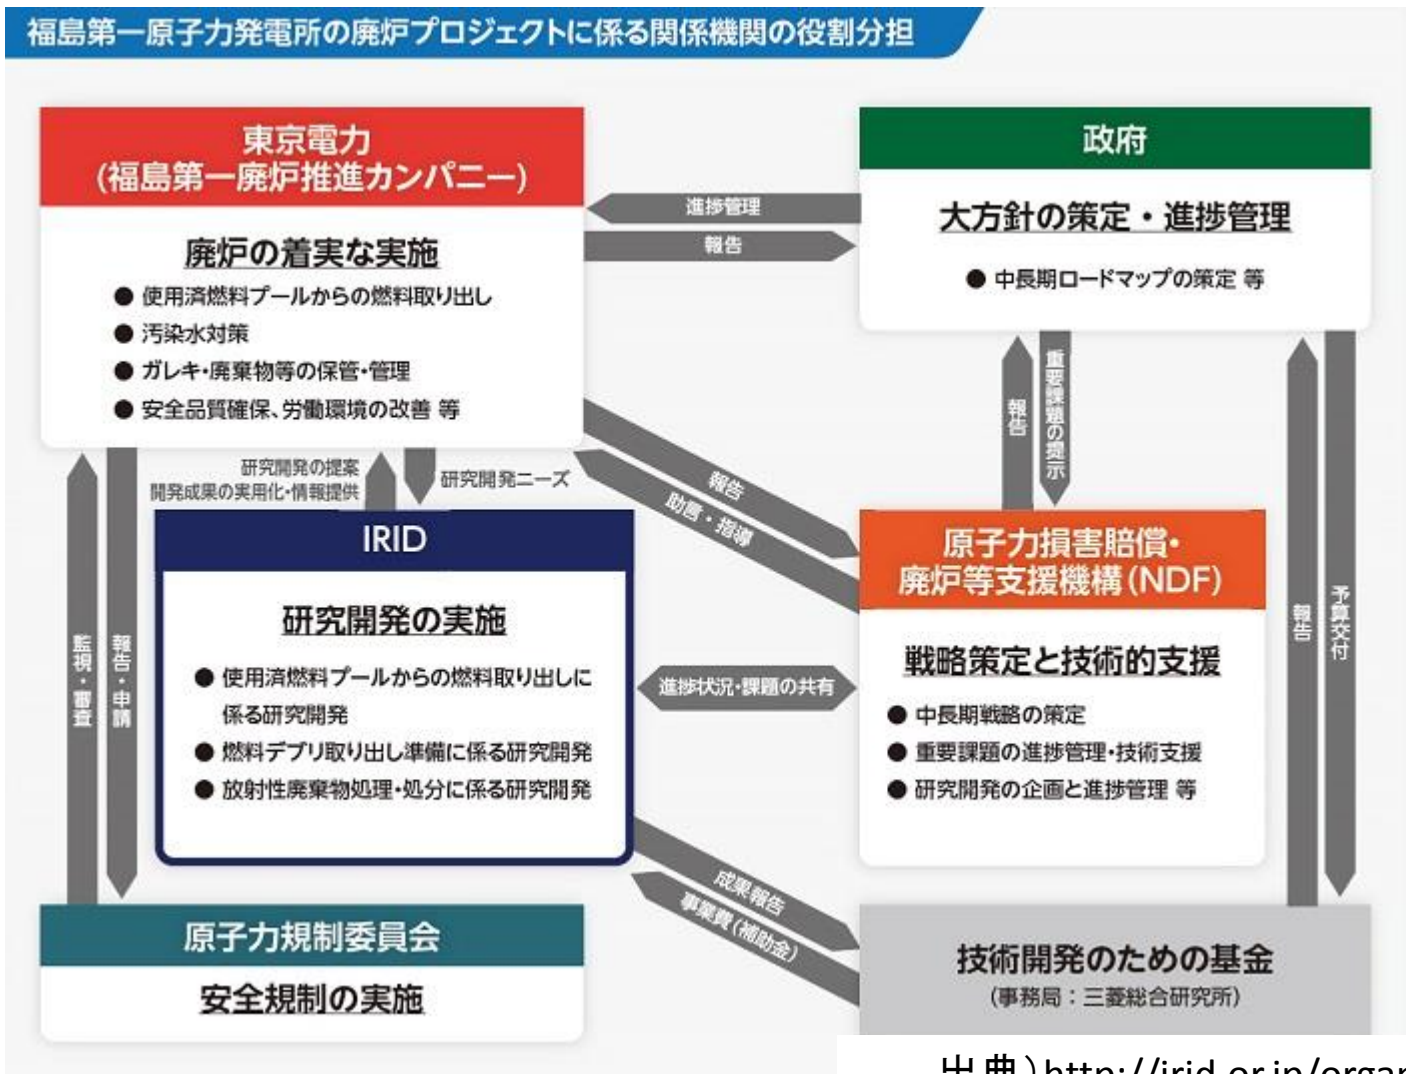 福島第一原子力発電所の廃炉プロジェクトに係る関係機関の役割分担
東京電力
(福島第一廃炉推進カンパニー)
廃炉の着実な実施
● 使用済燃料プールからの燃料取り出し
● 汚染水対策
● ガレキ・廃棄物等の保管・管理
● 安全品質確保、労働環境の改善 等
進捗管理
報告
政府
大方針の策定・進捗管理
● 中長期ロードマップの策定 等
報告
重要課題の提示
研究開発の提案
開発成果の実用化・情報提供
研究開発ニーズ
報告
助言・指導
IRID
研究開発の実施
● 使用済燃料プールからの燃料取り出しに
係る研究開発
● 燃料デブリ取り出し準備に係る研究開発
● 放射性廃棄物処理・処分に係る研究開発
進捗状況・課題の共有
原子力損害賠償・
廃炉等支援機構(NDF)
戦略策定と技術的支援
● 中長期戦略の策定
● 重要課題の進捗管理・技術支援
● 研究開発の企画と進捗管理 等
監視・審査
報告・申請
報告
予算交付
成果報告
事業費(補助金)
原子力規制委員会
安全規制の実施
技術開発のための基金
(事務局：三菱総合研究所)
出典）http://irid.or.jp/organ